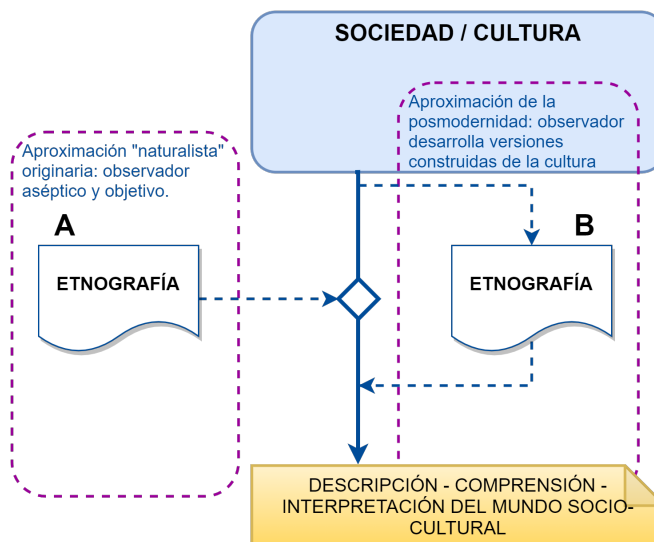 SOCIEDAD / CULTURA
Aproximación de la
posmodernidad: observador
desarrolla versiones
construidas de la cultura
Aproximación "naturalista"
originaria: observador
aséptico y objetivo.
A
B
ETNOGRAFÍA
ETNOGRAFÍA
DESCRIPCIÓN - COMPRENSIÓN -
INTERPRETACIÓN DEL MUNDO SOCIO-
CULTURAL